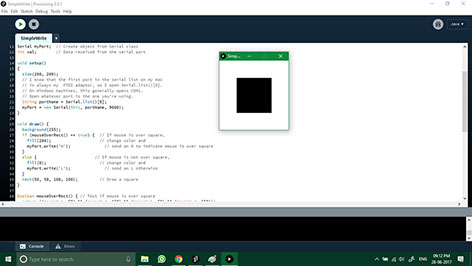 SimpleWrite | Processing 3.0.1
File Edit Sketch Debug Tools Help
Java
SimpleWrite
Simp...
11 Serial myPort; // Create object from Serial class
12 int val; // Data received from the serial port
13
14 void setup()
15 {
16 size(200, 200);
17 // I know that the first port in the serial list on my mac
18 // is always my FTDI adaptor, so I open Serial.list()[0].
19 // On Windows machines, this generally opens COM1.
20 // Open whatever port is the one you're using.
21 String portName = Serial.list()[0];
22 myPort = new Serial(this, portName, 9600);
23 }
24
25 void draw() {
26 background(255);
27 if (mouseOverRect() == true) { // If mouse is over square,
28 fill(204); // change color and
29 myPort.write('H'); // send an H to indicate mouse is over square
30 }
31 else { // If mouse is not over square,
32 fill(0); // change color and
33 myPort.write('L'); // send an L otherwise
34 }
35 rect(50, 50, 100, 100); // Draw a square
36 }
37
38 boolean mouseOverRect() { // Test if mouse is over square
Console Errors
Type here to search
ENG
09:12 PM
28-06-2017